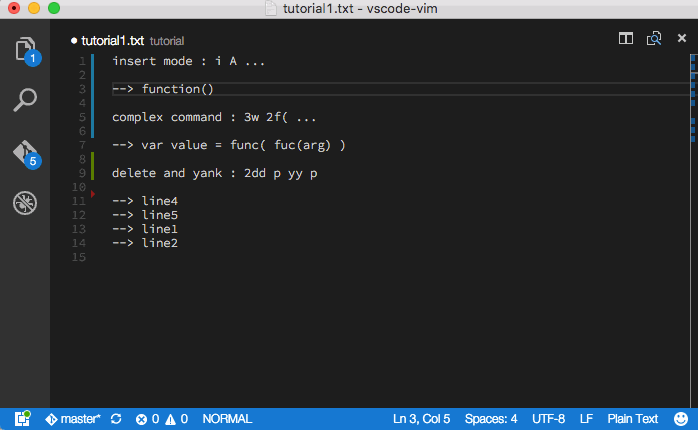 tutorial1.txt - vscode-vim
tutorial1.txt tutorial
1
1 insert mode : i A ...
2
3 --> function()
4
5 complex command : 3w 2f( ...
6
7 --> var value = func( fuc(arg) )
8
9 delete and yank : 2dd p yy p
10
11 --> line4
12 --> line5
13 --> line1
14 --> line2
15
5
master* 0 0 NORMAL Ln 3, Col 5 Spaces: 4 UTF-8 LF Plain Text